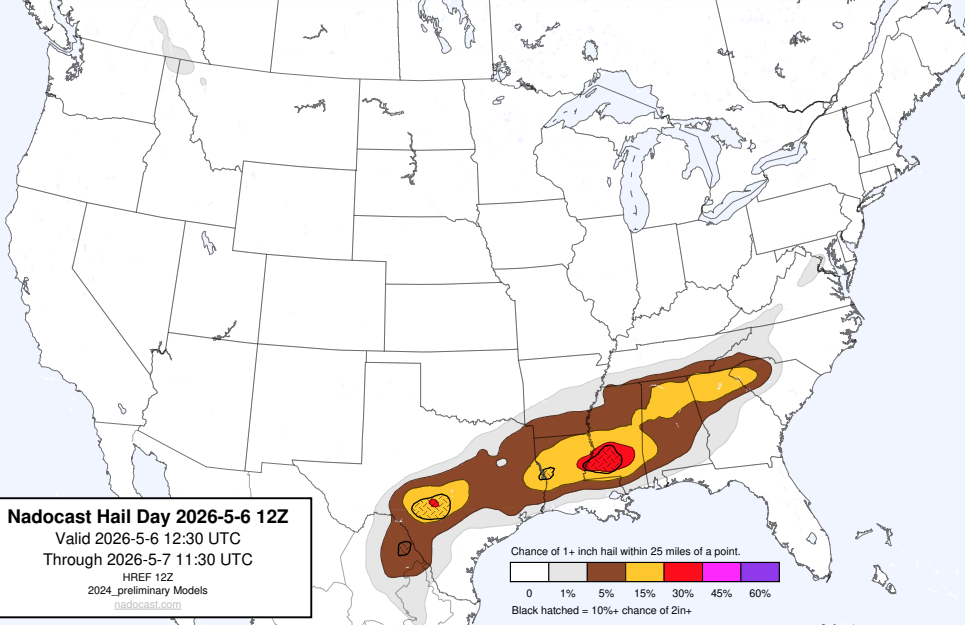 Nadocast Hail Day 2026-5-6 12Z
Valid 2026-5-6 12:30 UTC
Through 2026-5-7 11:30 UTC
HREF 12Z
2024_preliminary Models
nadocast.com
Chance of 1+ inch hail within 25 miles of a point.
0 1% 5% 15% 30% 45% 60%
Black hatched = 10%+ chance of 2in+